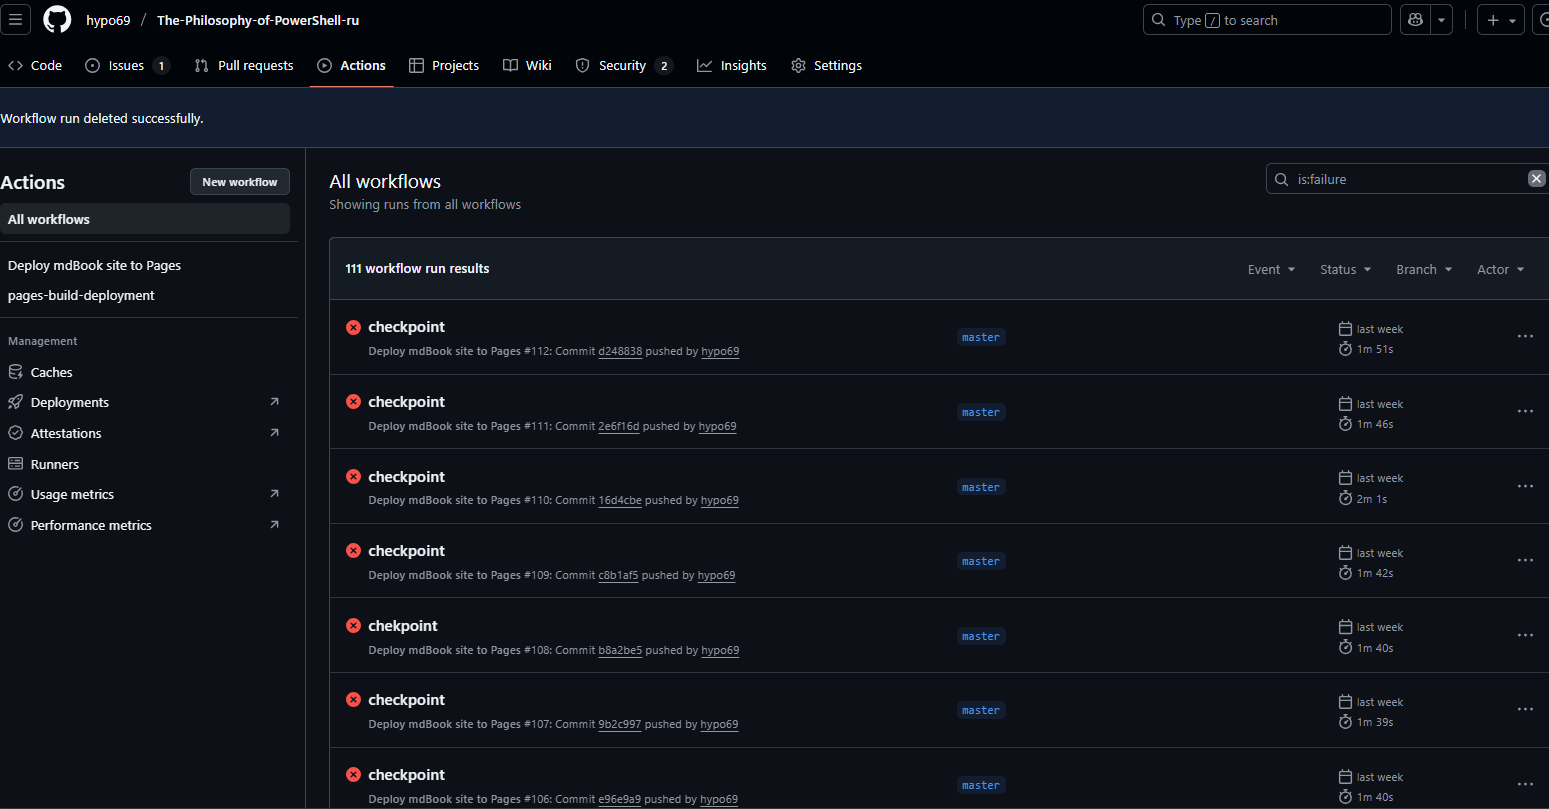 hypo69 / The-Philosophy-of-PowerShell-ru
Type / to search
Code
Issues 1
Pull requests
Actions
Projects
Wiki
Security 2
Insights
Settings
Workflow run deleted successfully.
Actions
New workflow
All workflows
Deploy mdBook site to Pages
pages-build-deployment
Management
Caches
Deployments
Attestations
Runners
Usage metrics
Performance metrics
All workflows
Showing runs from all workflows
is:failure
111 workflow run results
Event
Status
Branch
Actor
checkpoint
Deploy mdBook site to Pages #112: Commit d248838 pushed by hypo69
master
last week
1m 51s
checkpoint
Deploy mdBook site to Pages #111: Commit 2e6f16d pushed by hypo69
master
last week
1m 46s
checkpoint
Deploy mdBook site to Pages #110: Commit 16d4cbe pushed by hypo69
master
last week
2m 1s
checkpoint
Deploy mdBook site to Pages #109: Commit c8b1af5 pushed by hypo69
master
last week
1m 42s
chekpoint
Deploy mdBook site to Pages #108: Commit b8a2be5 pushed by hypo69
master
last week
1m 40s
checkpoint
Deploy mdBook site to Pages #107: Commit 9b2c997 pushed by hypo69
master
last week
1m 39s
checkpoint
Deploy mdBook site to Pages #106: Commit e96e9a9 pushed by hypo69
master
last week
1m 40s